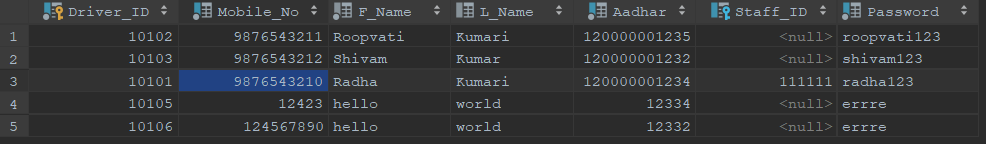 Driver_ID Mobile_No F_Name L_Name Aadhar Staff_ID Password
1 10102 9876543211 Roopvati Kumari 120000001235 <null> roopvati123
2 10103 9876543212 Shivam Kumar 120000001232 <null> shivam123
3 10101 9876543210 Radha Kumari 120000001234 111111 radha123
4 10105 12423 hello world 12334 <null> errre
5 10106 124567890 hello world 12332 <null> errre